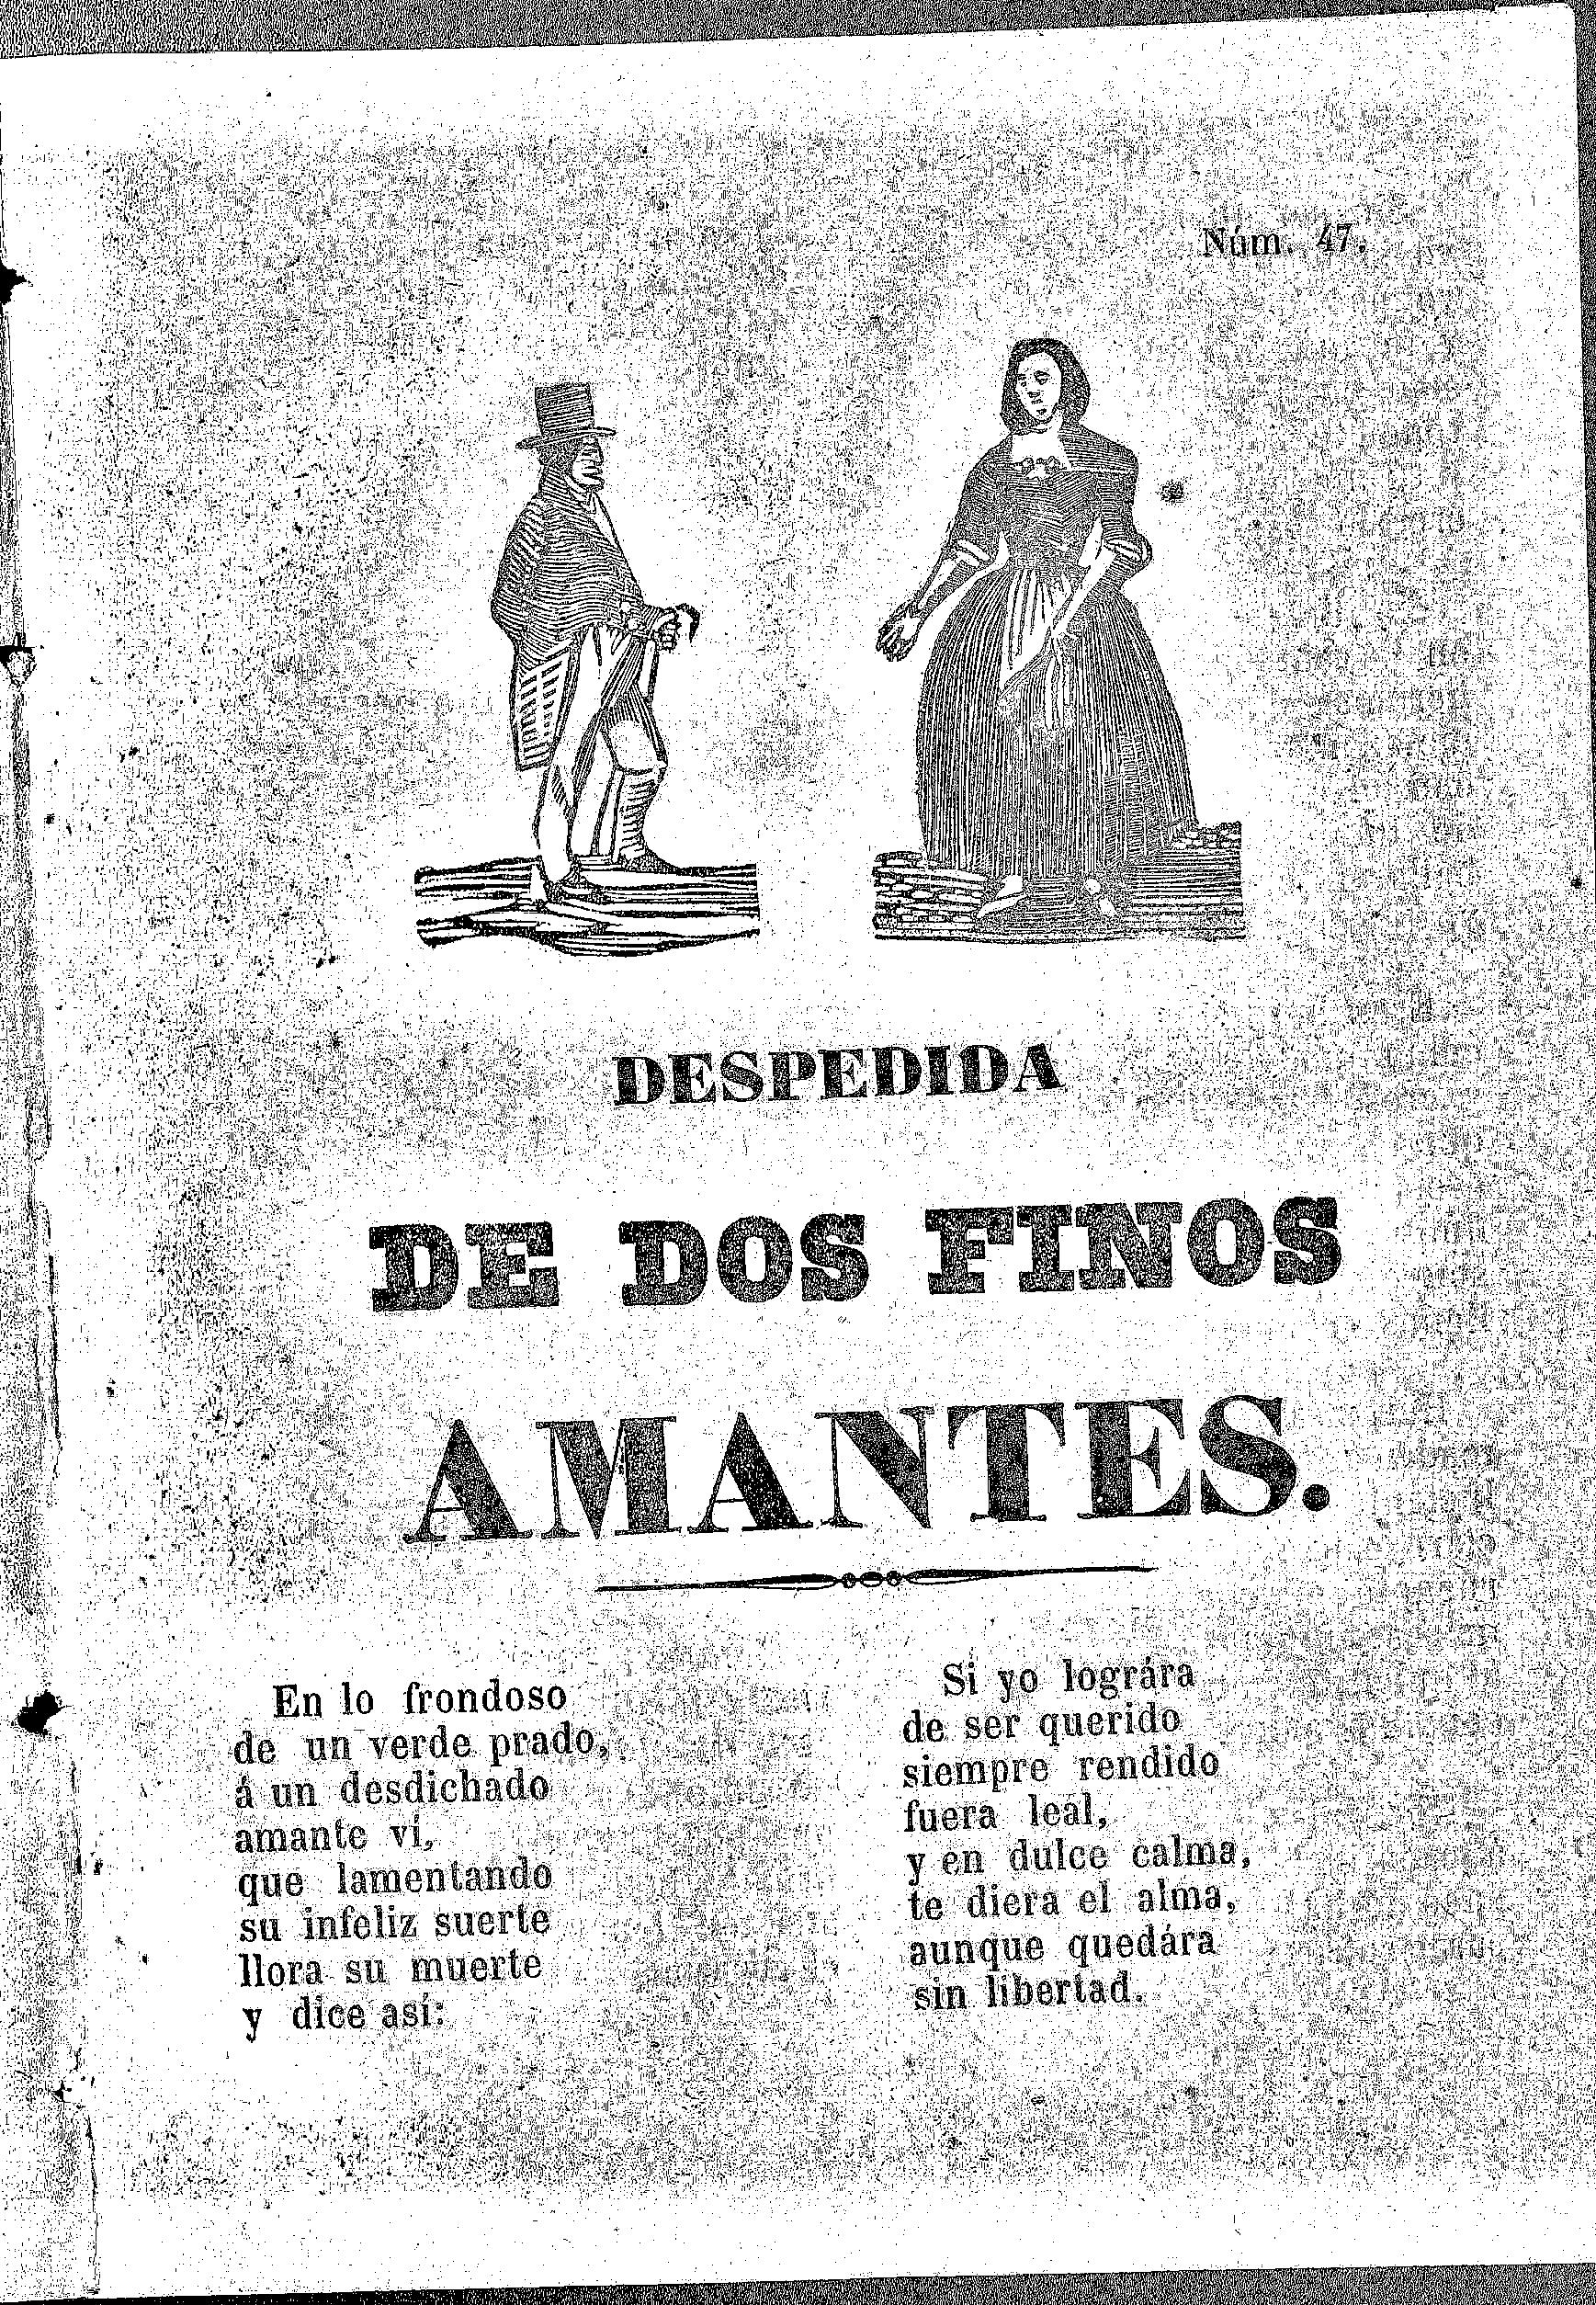 Núm. 47.
DESPEDIDA
DE DOS FINOS
AMANTES.
En lo frondoso
de un verde prado,
á un desdichado
amante ví,
que lamentando
su infeliz suerte
llora su muerte
y dice así:
Si yo lográra
de ser querido
siempre rendido
fuera leal,
y en dulce calma,
te diera el alma,
aunque quedára
sin libertad.